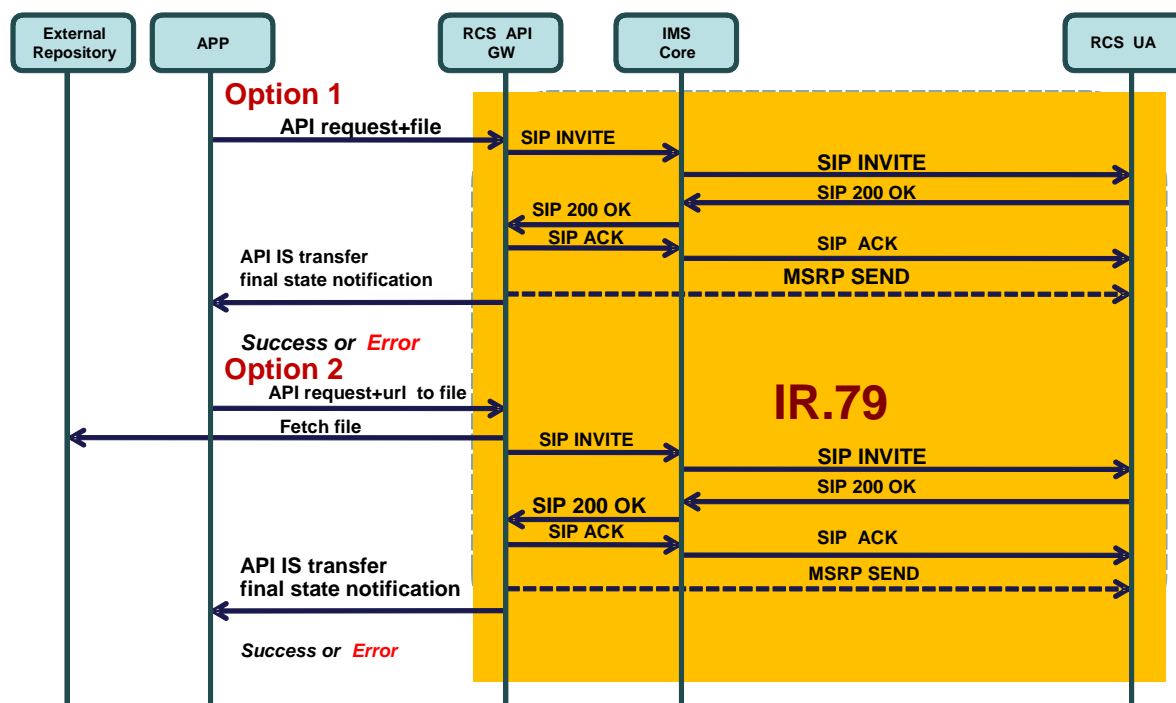 External
Repository
APP
RCS API
GW
IMS
Core
RCS UA
Option 1
API request+file
SIP INVITE
SIP INVITE
SIP 200 OK
SIP 200 OK
SIP ACK
SIP ACK
API IS transfer
final state notification
MSRP SEND
Success or Error
Option 2
API request+url to file
IR.79
Fetch file
SIP INVITE
SIP INVITE
SIP 200 OK
SIP 200 OK
SIP ACK
SIP ACK
API IS transfer
final state notification
MSRP SEND
Success or Error